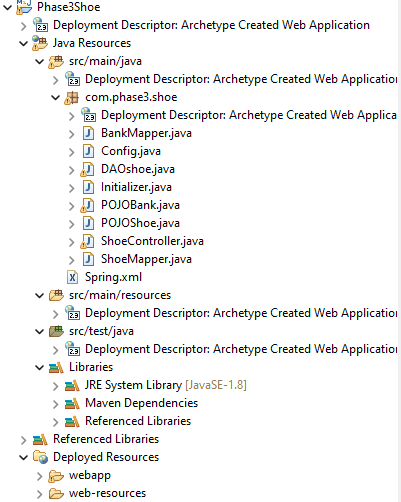 Phase3Shoe
Deployment Descriptor: Archetype Created Web Application
Java Resources
src/main/java
Deployment Descriptor: Archetype Created Web Application
com.phase3.shoe
Deployment Descriptor: Archetype Created Web Applica
BankMapper.java
Config.java
DAOshoe.java
Initializer.java
POJOBank.java
POJOShoe.java
ShoeController.java
ShoeMapper.java
Spring.xml
src/main/resources
Deployment Descriptor: Archetype Created Web Application
src/test/java
Deployment Descriptor: Archetype Created Web Application
Libraries
JRE System Library [JavaSE-1.8]
Maven Dependencies
Referenced Libraries
Referenced Libraries
Deployed Resources
webapp
web-resources